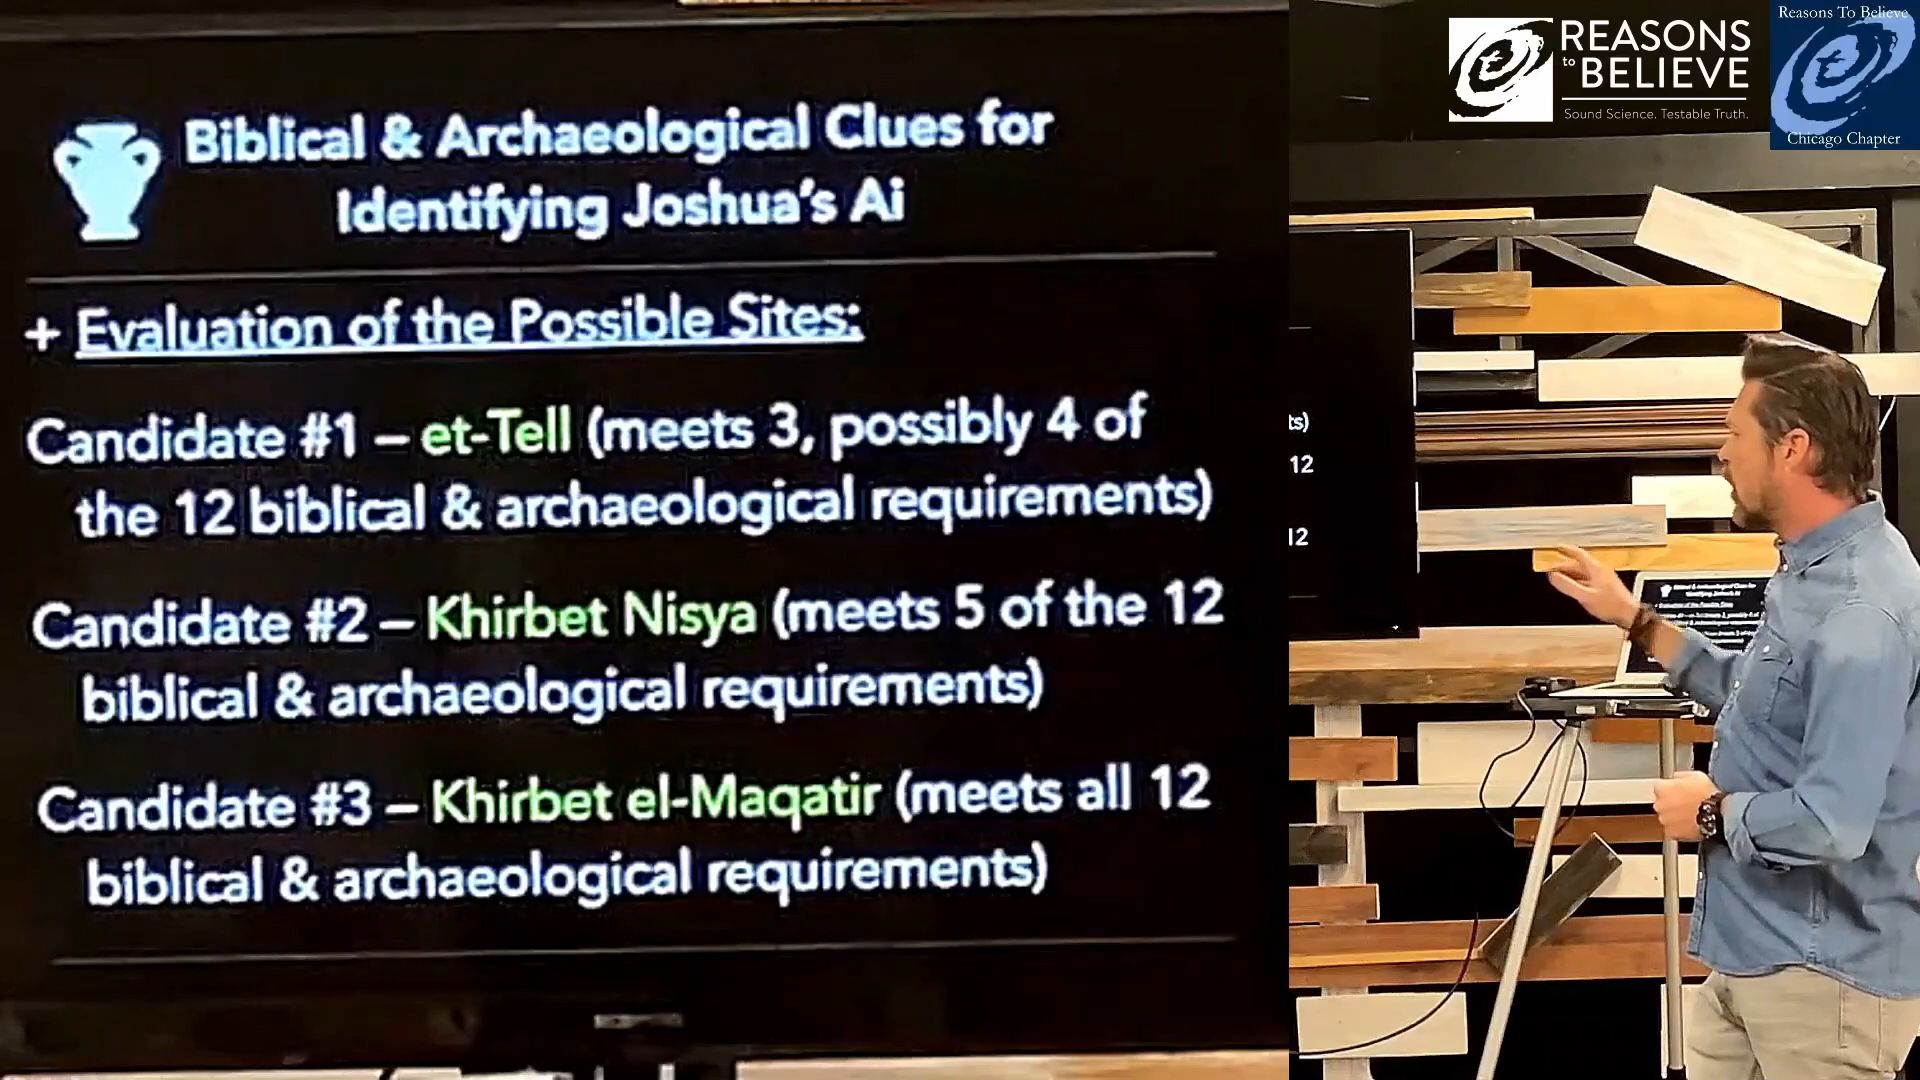 Biblical & Archaeological Clues for
Identifying Joshua's Ai
+ Evaluation of the Possible Sites:
Candidate #1 – et-Tell (meets 3, possibly 4 of
the 12 biblical & archaeological requirements)
Candidate #2 – Khirbet Nisya (meets 5 of the 12
biblical & archaeological requirements)
Candidate #3 – Khirbet el-Maqatir (meets all 12
biblical & archaeological requirements)
REASONS
to BELIEVE
Sound Science. Testable Truth.
Reasons To Believe
Chicago Chapter
ts)
12
12